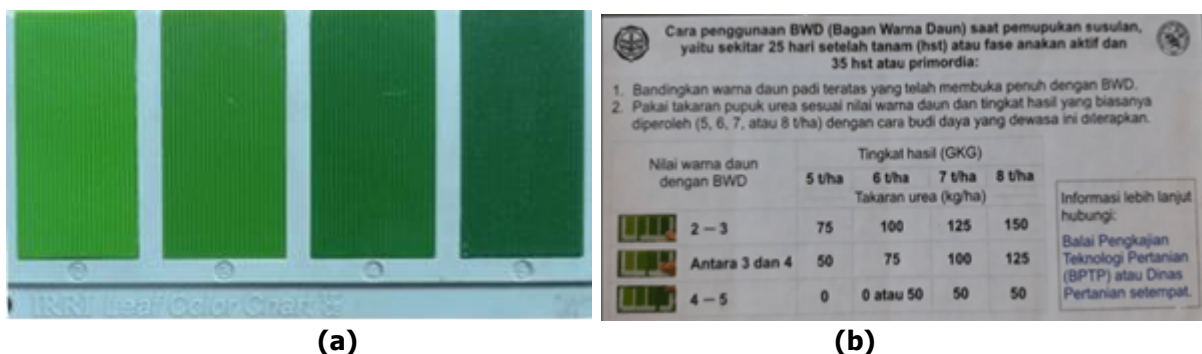 IRRI Leaf Color Chart
(a)
Cara penggunaan BWD (Bagan Warna Daun) saat pemupukan susulan,
yaitu sekitar 25 hari setelah tanam (hst) atau fase anakan aktif dan
35 hst atau primordia:
1. Bandingkan warna daun padi teratas yang telah membuka penuh dengan BWD.
2. Pakai takaran pupuk urea sesuai nilai warna daun dan tingkat hasil yang biasanya
diperoleh (5, 6, 7, atau 8 t/ha) dengan cara budi daya yang dewasa ini diterapkan.
Nilai warna daun
dengan BWD
Tingkat hasil (GKG)
5 t/ha 6 t/ha 7 t/ha 8 t/ha
Takaran urea (kg/ha)
2 – 3 75 100 125 150
Antara 3 dan 4 50 75 100 125
4 – 5 0 0 atau 50 50 50
Informasi lebih lanjut
hubungi:
Balai Pengkajian
Teknologi Pertanian
(BPTP) atau Dinas
Pertanian setempat.
(b)